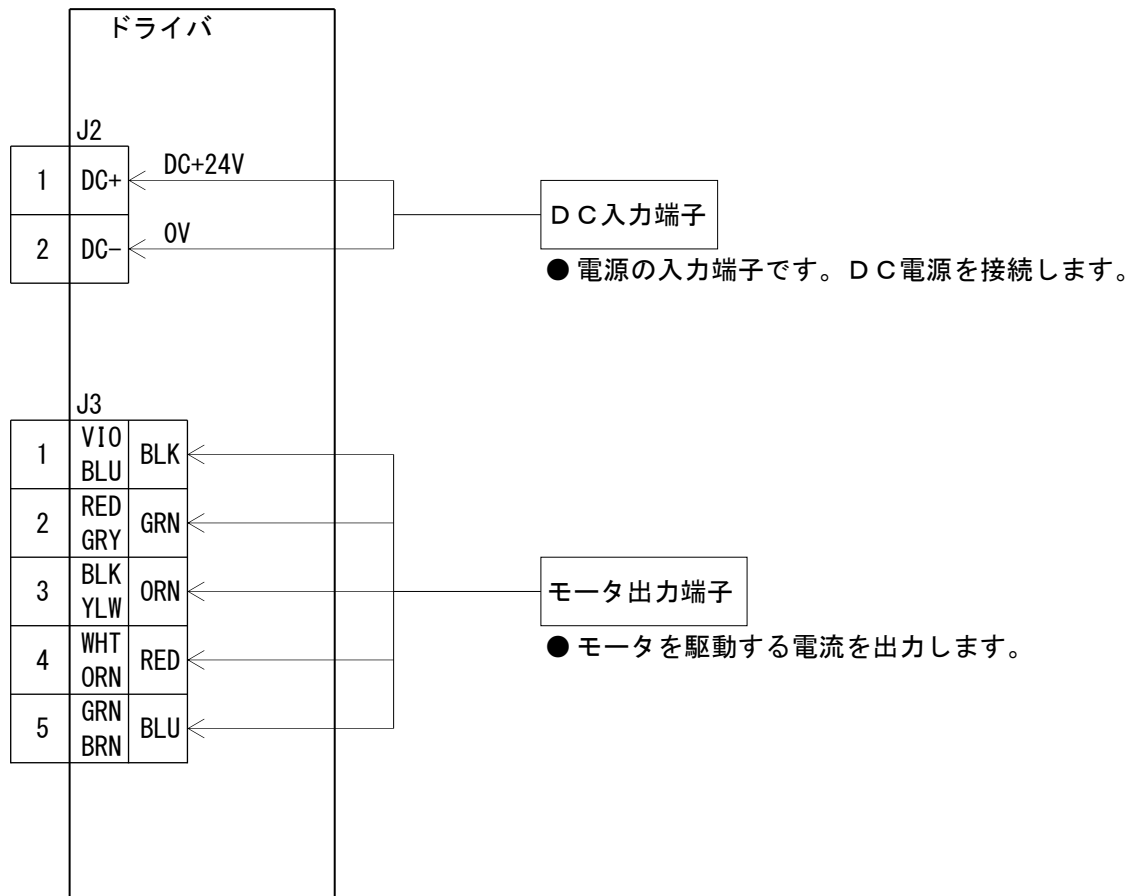 ドライバ
J2
1 DC+ DC+24V
2 DC- 0V
DC入力端子
● 電源の入力端子です。DC電源を接続します。
J3
1 VIO BLU BLK
2 RED GRY GRN
3 BLK YLW ORN
4 WHT ORN RED
5 GRN BRN BLU
モータ出力端子
● モータを駆動する電流を出力します。